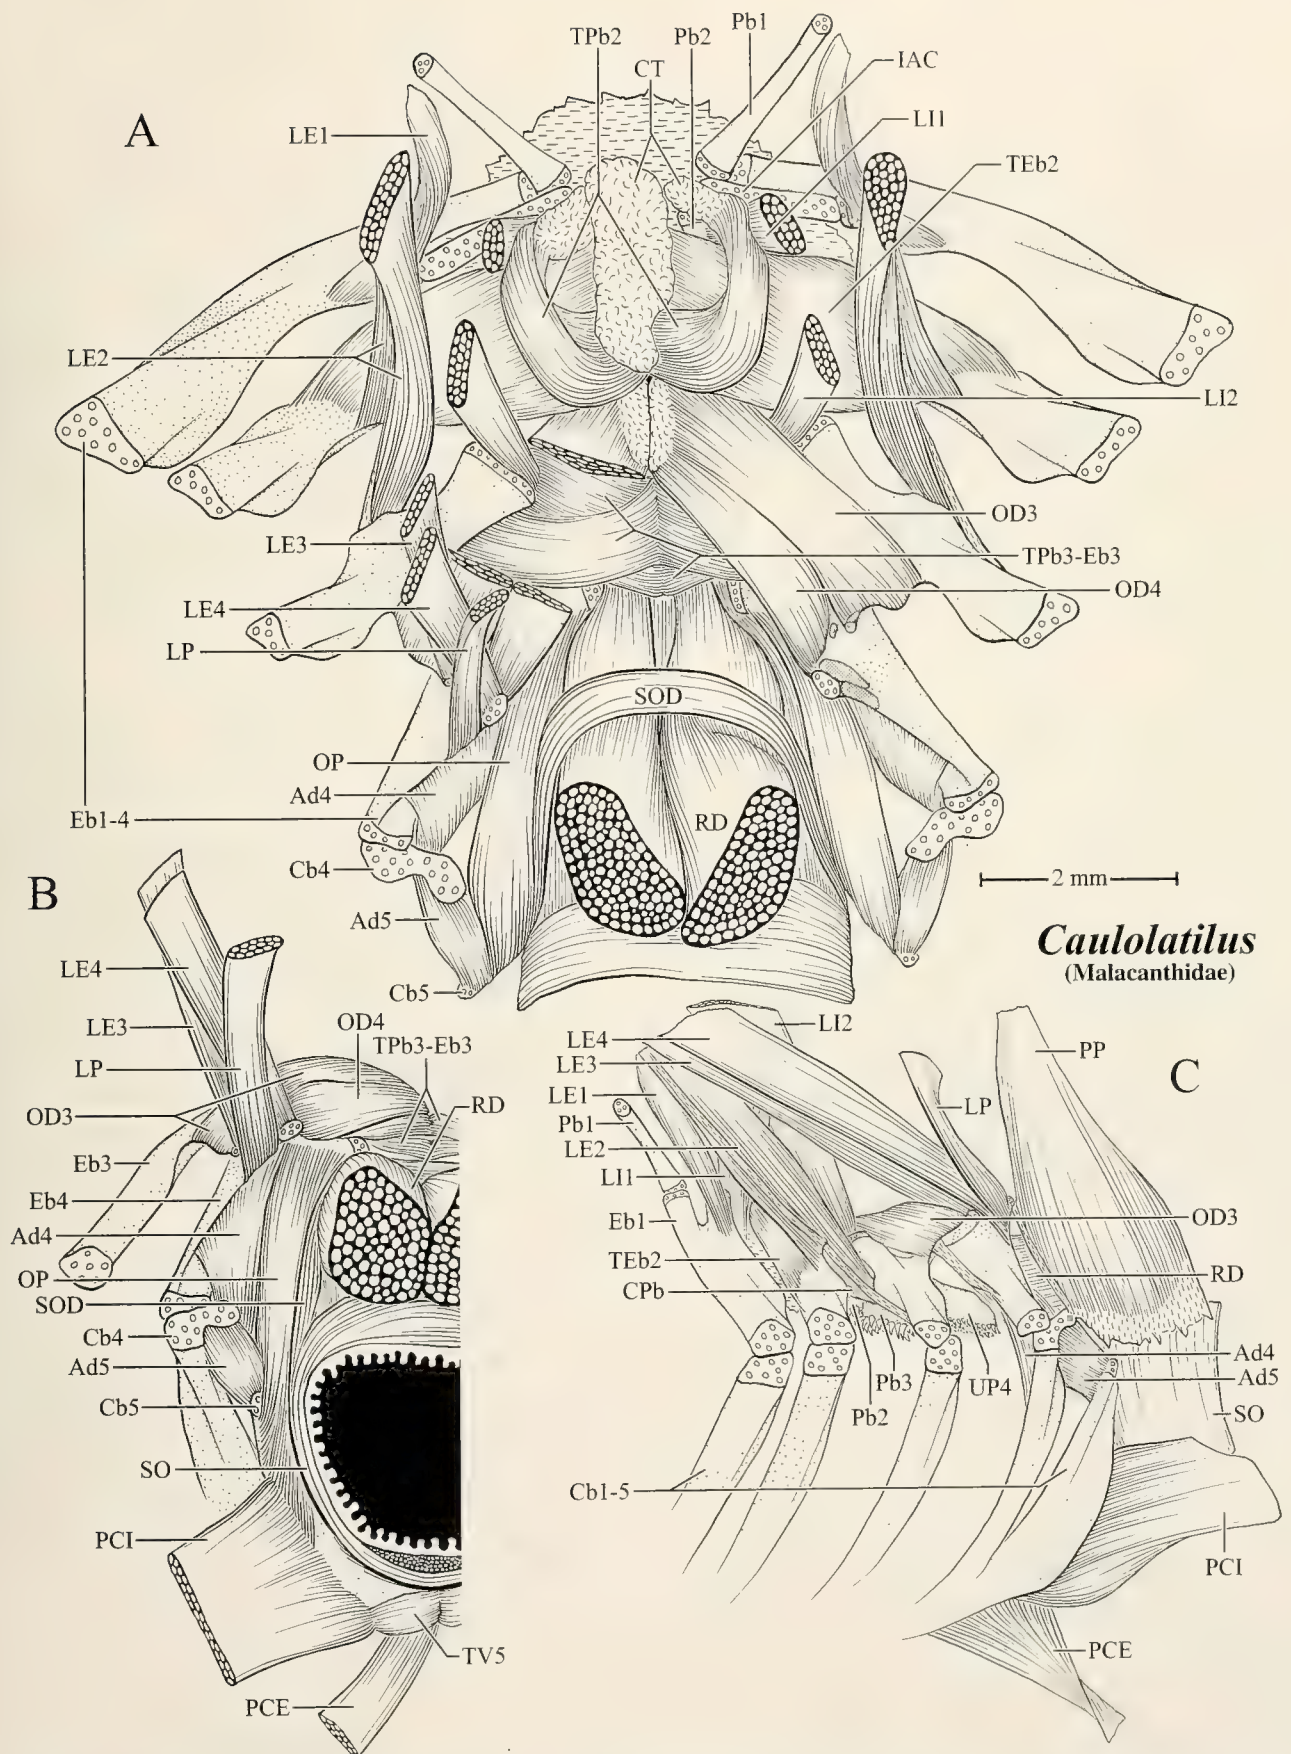 TPb2
Pb2
Pb1
CT
IAC
A
LE1
LI1
TEb2
LE2
LI2
OD3
LE3
TPb3-Eb3
LE4
OD4
LP
SOD
OP
Ad4
RD
Eb1-4
Cb4
2 mm
Ad5
Caulolatilus
(Malacanthidae)
Cb5
B
LE4
LE3
OD4
TPb3-Eb3
LP
RD
OD3
Eb3
Eb4
Ad4
OP
SOD
Cb4
Ad5
Cb5
SO
PCI
TV5
PCE
C
LI2
LE4
PP
LE3
LE1
LP
Pb1
LE2
LI1
Eb1
OD3
TEb2
RD
CPb
Ad4
Pb3
UP4
Ad5
Pb2
SO
Cb1-5
PCI
PCE